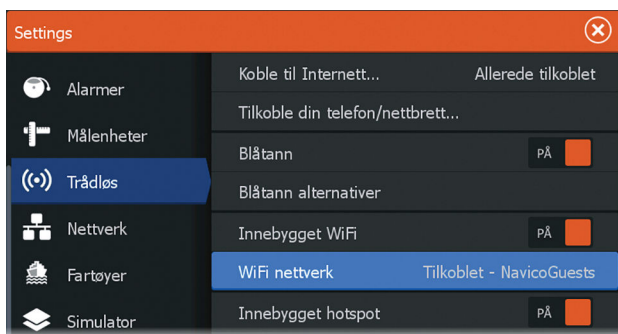 Settings
Alarmer
Målenheter
Trådløs
Nettverk
Fartøyer
Simulator
Koble til Internett... Allerede tilkoblet
Tilkoble din telefon/nettbrett...
Blåtann PÅ
Blåtann alternativer
Innebygget WiFi PÅ
WiFi nettverk Tilkoblet - NavicoGuests
Innebygget hotspot PÅ